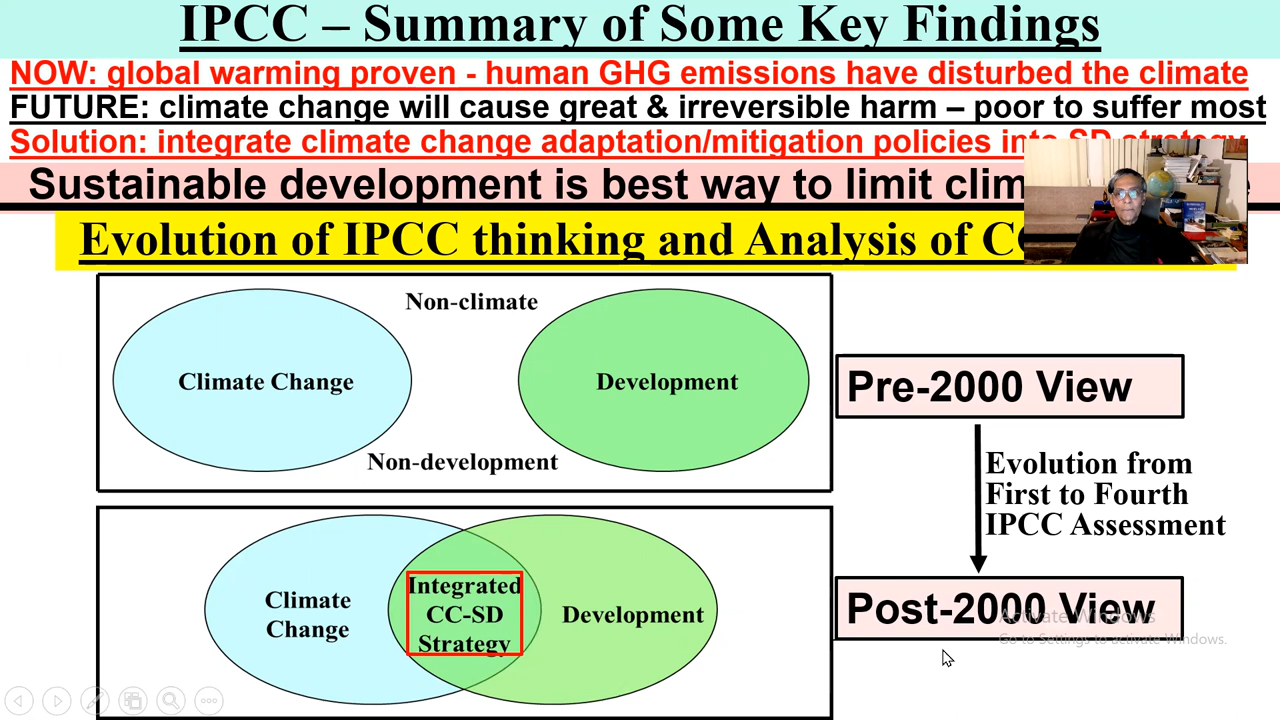 IPCC – Summary of Some Key Findings
NOW: global warming proven - human GHG emissions have disturbed the climate
FUTURE: climate change will cause great & irreversible harm – poor to suffer most
Solution: integrate climate change adaptation/mitigation policies into SD strategy
Sustainable development is best way to limit
Evolution of IPCC thinking and Analysis of
Non-climate
Climate Change
Development
Non-development
Pre-2000 View
Evolution from
First to Fourth
IPCC Assessment
Climate
Change
Integrated
CC-SD
Strategy
Development
Post-2000 View
Activate Windows
Go to Settings to activate Windows.